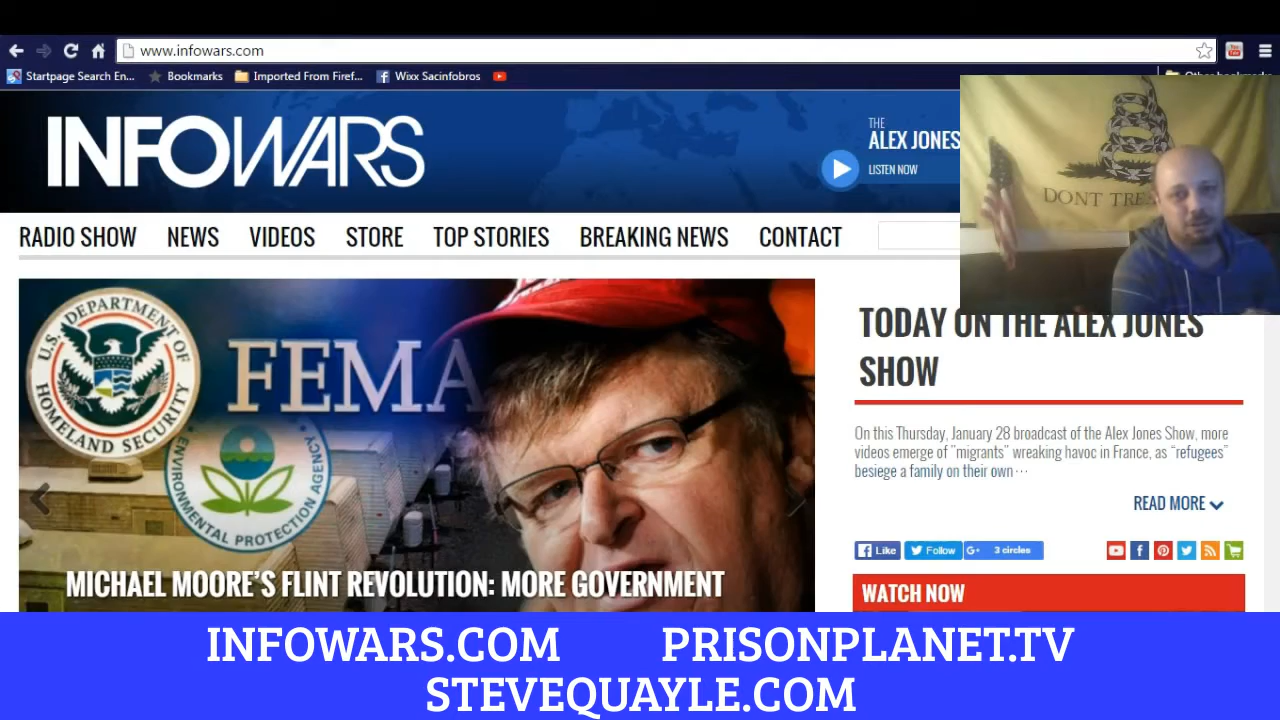 www.infowars.com
Startpage Search En... Bookmarks Imported From Firef... Wixx Sacinfobros
INFOWARS
THE
ALEX JONES
LISTEN NOW
DONT TRE
RADIO SHOW NEWS VIDEOS STORE TOP STORIES BREAKING NEWS CONTACT
U.S. DEPARTMENT OF HOMELAND SECURITY
FEMA
ENVIRONMENTAL PROTECTION AGENCY
MICHAEL MOORE'S FLINT REVOLUTION: MORE GOVERNMENT
TODAY ON THE ALEX JONES
SHOW
On this Thursday, January 28 broadcast of the Alex Jones Show, more
videos emerge of "migrants" wreaking havoc in France, as "refugees"
besiege a family on their own ···
READ MORE
Like Follow G+ 3 circles
WATCH NOW
INFOWARS.COM PRISONPLANET.TV
STEVEQUAYLE.COM